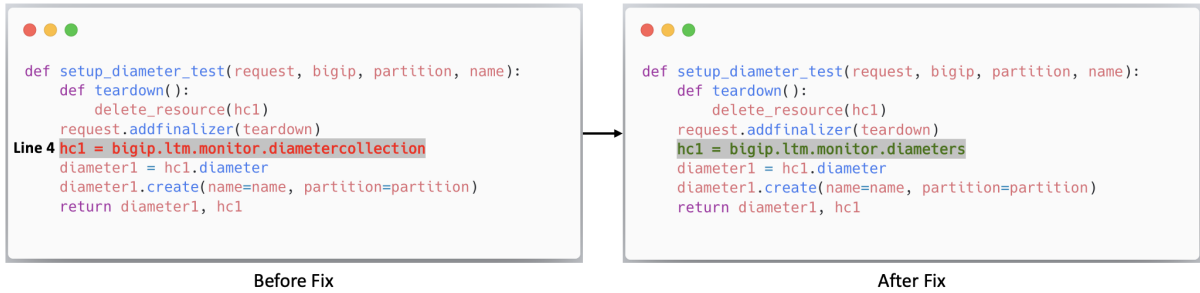 def setup_diameter_test(request, bigip, partition, name):
def teardown():
delete_resource(hc1)
request.addfinalizer(teardown)
Line 4 hc1 = bigip.ltm.monitor.diametercollection
diameter1 = hc1.diameter
diameter1.create(name=name, partition=partition)
return diameter1, hc1
Before Fix
def setup_diameter_test(request, bigip, partition, name):
def teardown():
delete_resource(hc1)
request.addfinalizer(teardown)
hc1 = bigip.ltm.monitor.diameters
diameter1 = hc1.diameter
diameter1.create(name=name, partition=partition)
return diameter1, hc1
After Fix